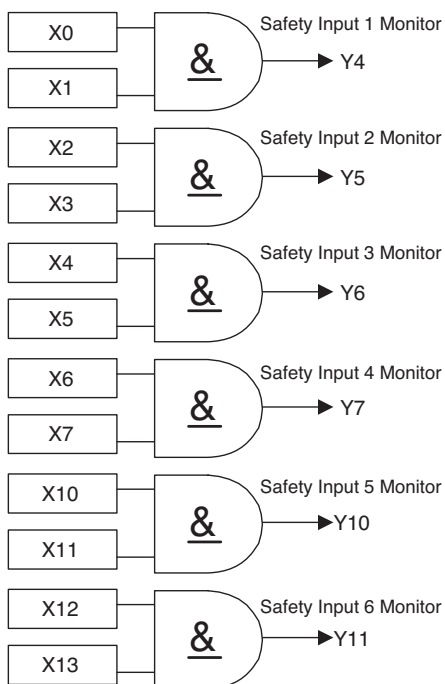 X0
Safety Input 1 Monitor
&
Y4
X1
X2
Safety Input 2 Monitor
&
Y5
X3
X4
Safety Input 3 Monitor
&
Y6
X5
X6
Safety Input 4 Monitor
&
Y7
X7
X10
Safety Input 5 Monitor
&
Y10
X11
X12
Safety Input 6 Monitor
&
Y11
X13